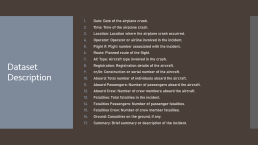 Dataset
Description
1. Date: Date of the airplane crash.
2. Time: Time of the airplane crash.
3. Location: Location where the airplane crash occurred.
4. Operator: Operator or airline involved in the incident.
5. Flight #: Flight number associated with the incident.
6. Route: Planned route of the flight.
7. AC Type: Aircraft type involved in the crash.
8. Registration: Registration details of the aircraft.
9. cn/ln: Construction or serial number of the aircraft.
10. Aboard: Total number of individuals aboard the aircraft.
11. Aboard Passengers: Number of passengers aboard the aircraft.
12. Aboard Crew: Number of crew members aboard the aircraft.
13. Fatalities: Total fatalities in the incident.
14. Fatalities Passengers: Number of passenger fatalities.
15. Fatalities Crew: Number of crew member fatalities.
16. Ground: Casualties on the ground, if any.
17. Summary: Brief summary or description of the incident.